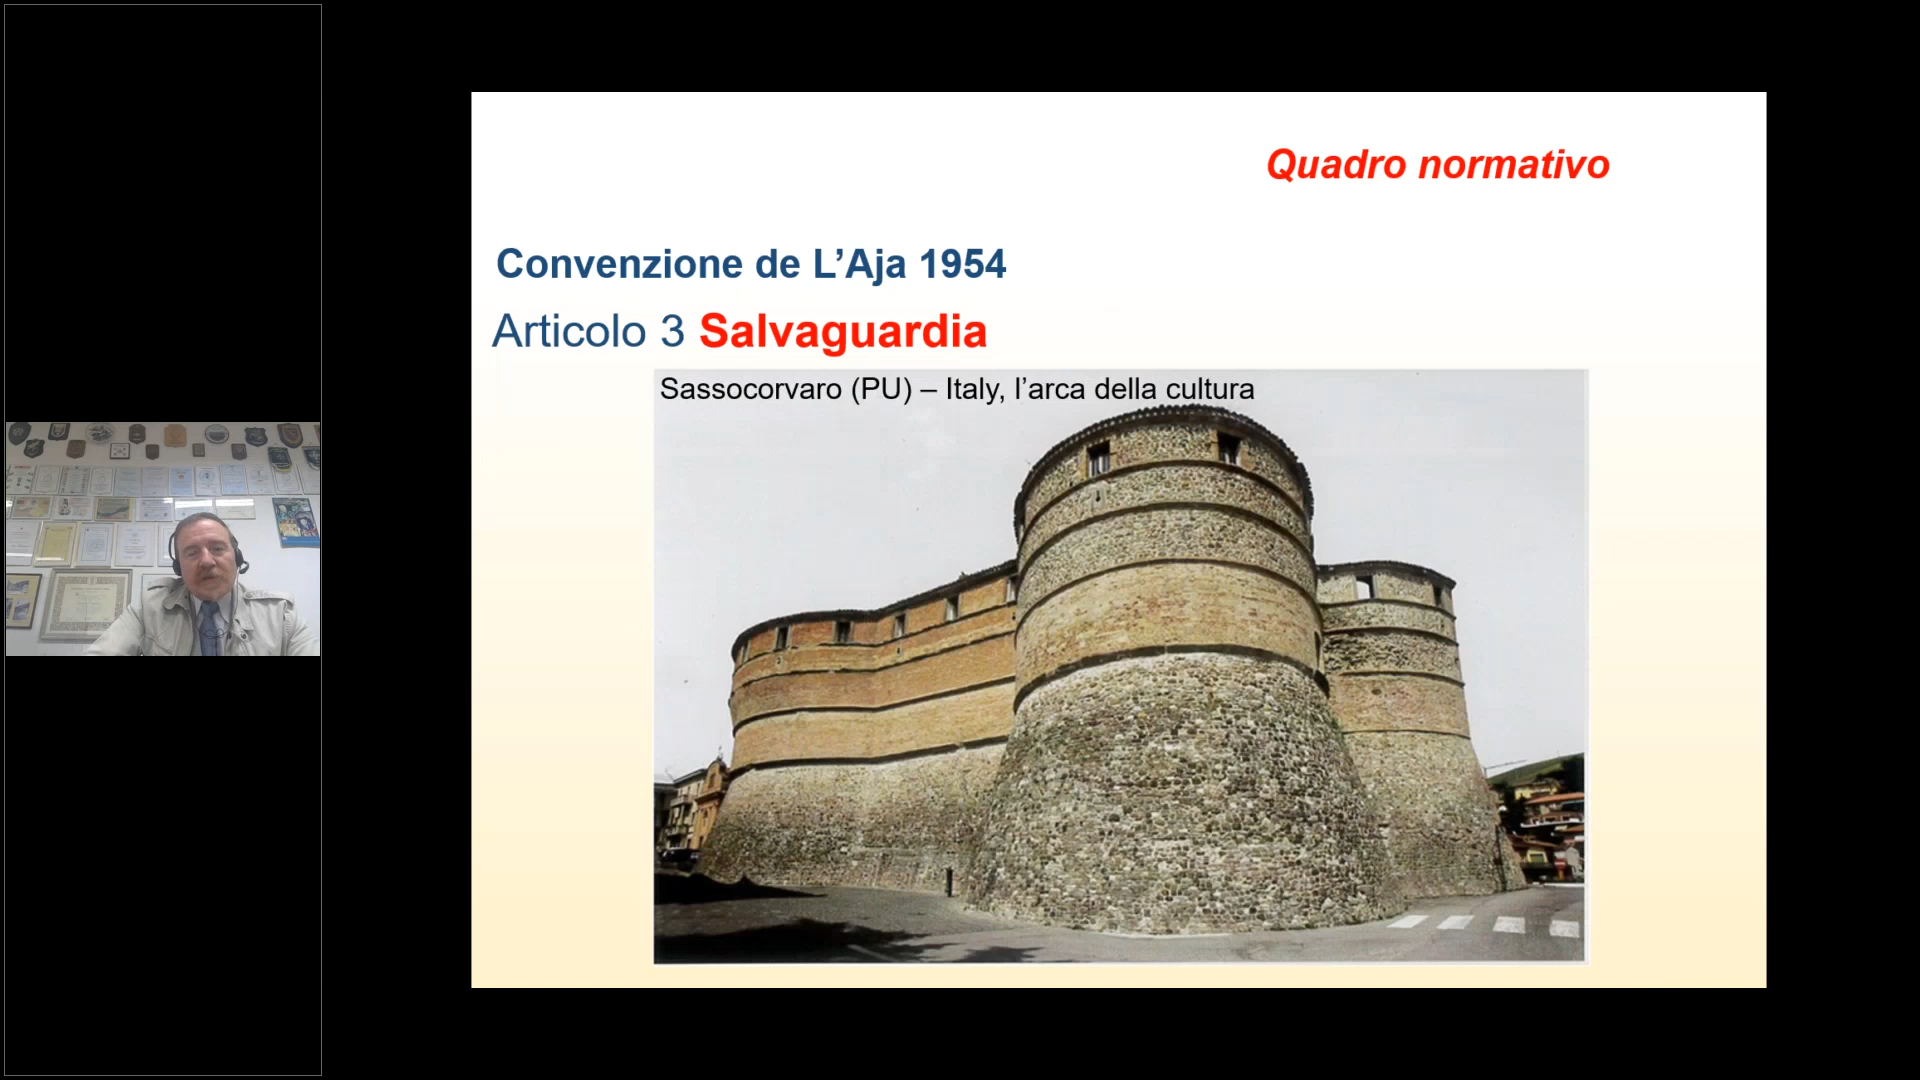 Quadro normativo
Convenzione de L’Aja 1954
Articolo 3 Salvaguardia
Sassocorvaro (PU) – Italy, l’arca della cultura